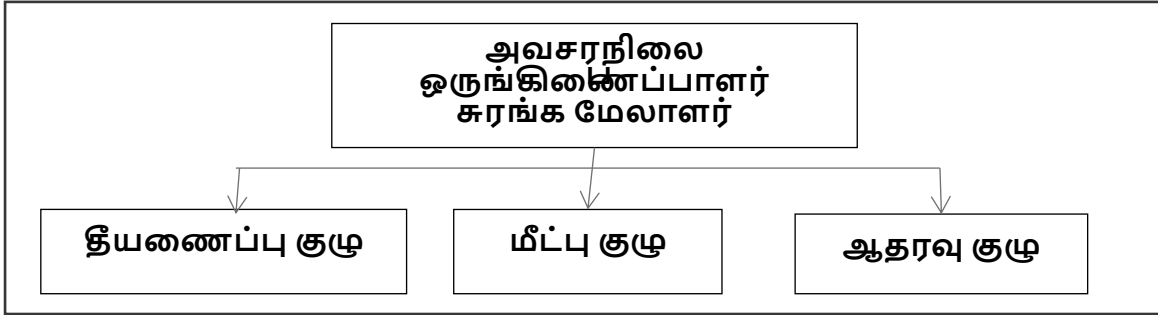 அவசரநிலை
ஒருங்கிணைப்பாளர்
சுரங்க மேலாளர்
தீயணைப்பு குழு
மீட்பு குழு
ஆதரவு குழு